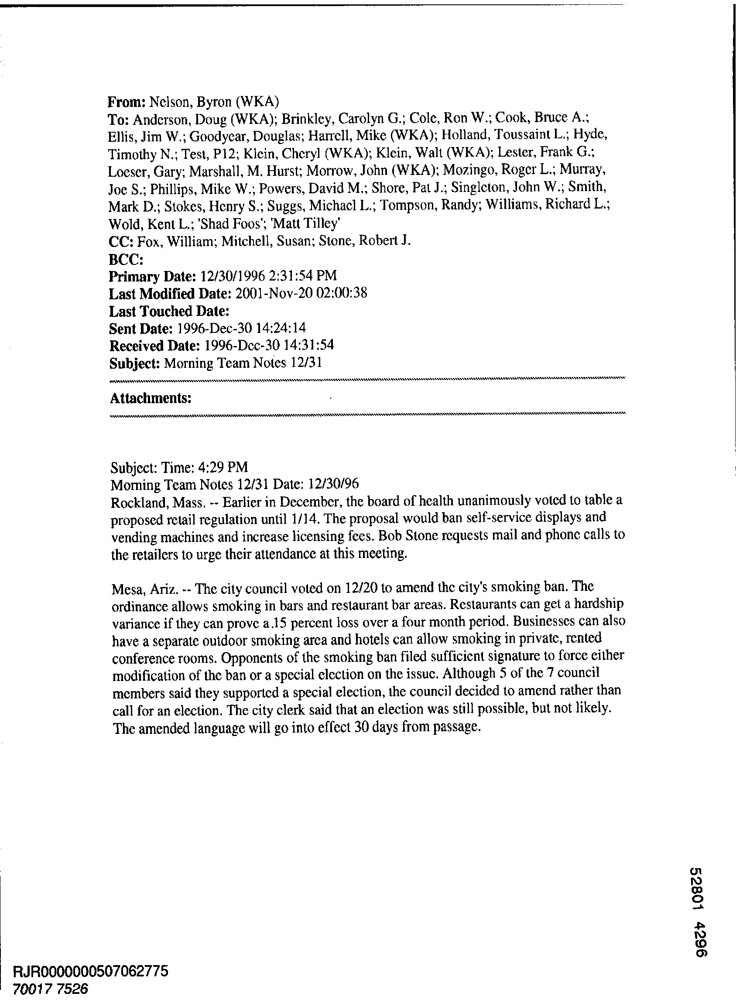 From: Nelson, Byron (WKA)
To: Anderson, Doug (WKA); Brinkley, Carolyn G.; Cole, Ron W.; Cook, Bruce A.;
Ellis, Jim W.; Goodyear, Douglas; Harrell, Mike (WKA); Holland, Toussaint L.; Hyde,
Timothy N.; Test, P12; Klein, Cheryl (WKA); Klein, Walt (WKA); Lester, Frank G.;
Loeser, Gary; Marshall, M. Hurst; Morrow, John (WKA); Mozingo, Roger L.; Murray,
Joe S.; Phillips, Mike W.; Powers, David M.; Shore, Pat J.; Singleton, John W.; Smith,
Mark D.; Stokes, Henry S.; Suggs, Michael L.; Tompson, Randy; Williams, Richard L.;
Wold, Kent L.; 'Shad Foos'; 'Matt Tilley'
CC: Fox, William; Mitchell, Susan; Stone, Robert J.
BCC:
Primary Date: 12/30/1996 2:31:54 PM
Last Modified Date: 2001-Nov-20 02:00:38
Last Touched Date:
Sent Date: 1996-Dec-30 14:24:14
Received Date: 1996-Dec-30 14:31:54
Subject: Morning Team Notes 12/31
Attachments:
Subject: Time: 4:29 PM
Morning Team Notes 12/31 Date: 12/30/96
Rockland, Mass. -- Earlier in December, the board of health unanimously voted to table a
proposed retail regulation until 1/14. The proposal would ban self-service displays and
vending machines and increase licensing fees. Bob Stone requests mail and phone calls to
the retailers to urge their attendance at this meeting.
Mesa, Ariz. -- The city council voted on 12/20 to amend the city's smoking ban. The
ordinance allows smoking in bars and restaurant bar areas. Restaurants can get a hardship
variance if they can prove a .15 percent loss over a four month period. Businesses can also
have a separate outdoor smoking area and hotels can allow smoking in private, rented
conference rooms. Opponents of the smoking ban filed sufficient signature to force either
modification of the ban or a special election on the issue. Although 5 of the 7 council
members said they supported a special election, the council decided to amend rather than
call for an election. The city clerk said that an election was still possible, but not likely.
The amended language will go into effect 30 days from passage.
52801 4296
RJR0000000507062775
70017 7526